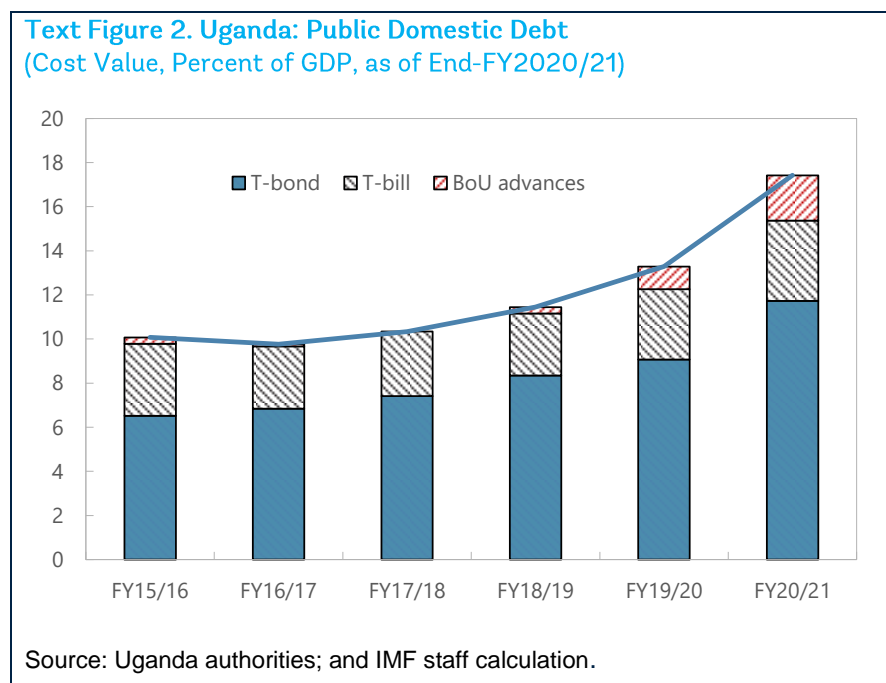 Text Figure 2. Uganda: Public Domestic Debt
(Cost Value, Percent of GDP, as of End-FY2020/21)
20
18
T-bond T-bill BoU advances
16
14
12
10
8
6
4
2
0
FY15/16 FY16/17 FY17/18 FY18/19 FY19/20 FY20/21
Source: Uganda authorities; and IMF staff calculation.